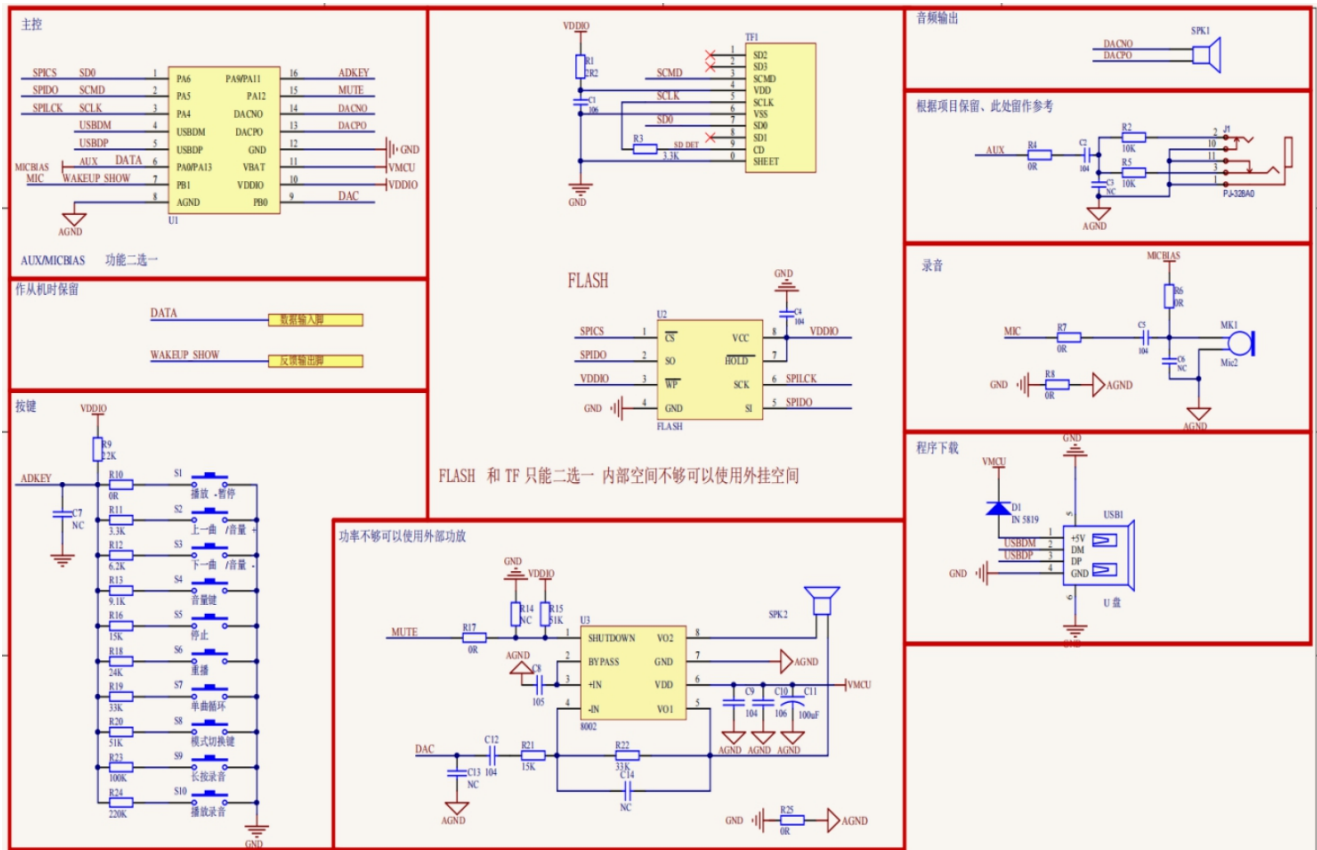 主控
SPICS SD0 1 PA6 PA9/PA11 16 ADKEY
SPIDO SCMD 2 PA5 PA12 15 MUTE
SPILCK SCLK 3 PA4 DACNO 14 DACNO
USBDM 4 USBDM DACPO 13 DACPO
USBDP 5 USBDP GND 12 GND
MICBIAS AUX DATA 6 PA0/PA13 VBAT 11 VMCU
MIC WAKEUP SHOW 7 PB1 VDDIO 10 VDDIO
8 AGND PB0 9 DAC
U1
AGND
AUX/MICBIAS 功能二选一
作从机时保留
DATA 数据输入脚
WAKEUP SHOW 反馈输出脚
按键
VDDIO
R9
22K
ADKEY
C7
NC
R10
0R
S1
播放 -暂停
R11
3.3K
S2
上一曲 /音量 +
R12
6.2K
S3
下一曲 /音量 -
R13
9.1K
S4
音量键
R16
15K
S5
停止
R18
24K
S6
重播
R19
33K
S7
单曲循环
R20
51K
S8
模式切换键
R23
100K
S9
长按录音
R24
220K
S10
播放录音
GND
VDDIO
R1
2R2
C1
106
TF1
1 SD2
2 SD3
SCMD 3 SCMD
4 VDD
SCLK 5 SCLK
6 VSS
SD0 7 SD0
8 SD1
R3 SD DET 9 CD
3.3K 0 SHEET
GND
FLASH
GND
C4
104
U2
SPICS 1 CS VCC 8 VDDIO
SPIDO 2 SO HOLD 7
VDDIO 3 WP SCK 6 SPILCK
GND 4 GND SI 5 SPIDO
FLASH
FLASH 和 TF 只能二选一 内部空间不够可以使用外挂空间
功率不够可以使用外部功放
GND
VDDIO
R14
NC
R15
51K
MUTE
R17
0R
U3
1 SHUTDOWN VO2 8
2 BYPASS GND 7 AGND
3 +IN VDD 6 VMCU
4 -IN VO1 5
8002
AGND
C8
105
SPK2
C9
104
C10
106
C11
100uF
AGND AGND AGND
DAC
C12
104
R21
15K
R22
33K
C13
NC
C14
NC
AGND
GND R25 AGND
0R
音频输出
SPK1
DACNO
DACPO
根据项目保留、此处留作参考
AUX
R4
0R
C2
104
R2
10K
R5
10K
C3
NC
J1
2
10
11
3
1
PJ-328A0
AGND
录音
MICBIAS
R6
0R
MIC
R7
0R
C5
104
C6
NC
MK1
Mic2
GND R8 AGND
0R
AGND
程序下载
GND
VMCU
D1
IN 5819
USB1
5
1 +5V
USBDM 2 DM
USBDP 3 DP
GND 4 GND
6
U 盘
GND